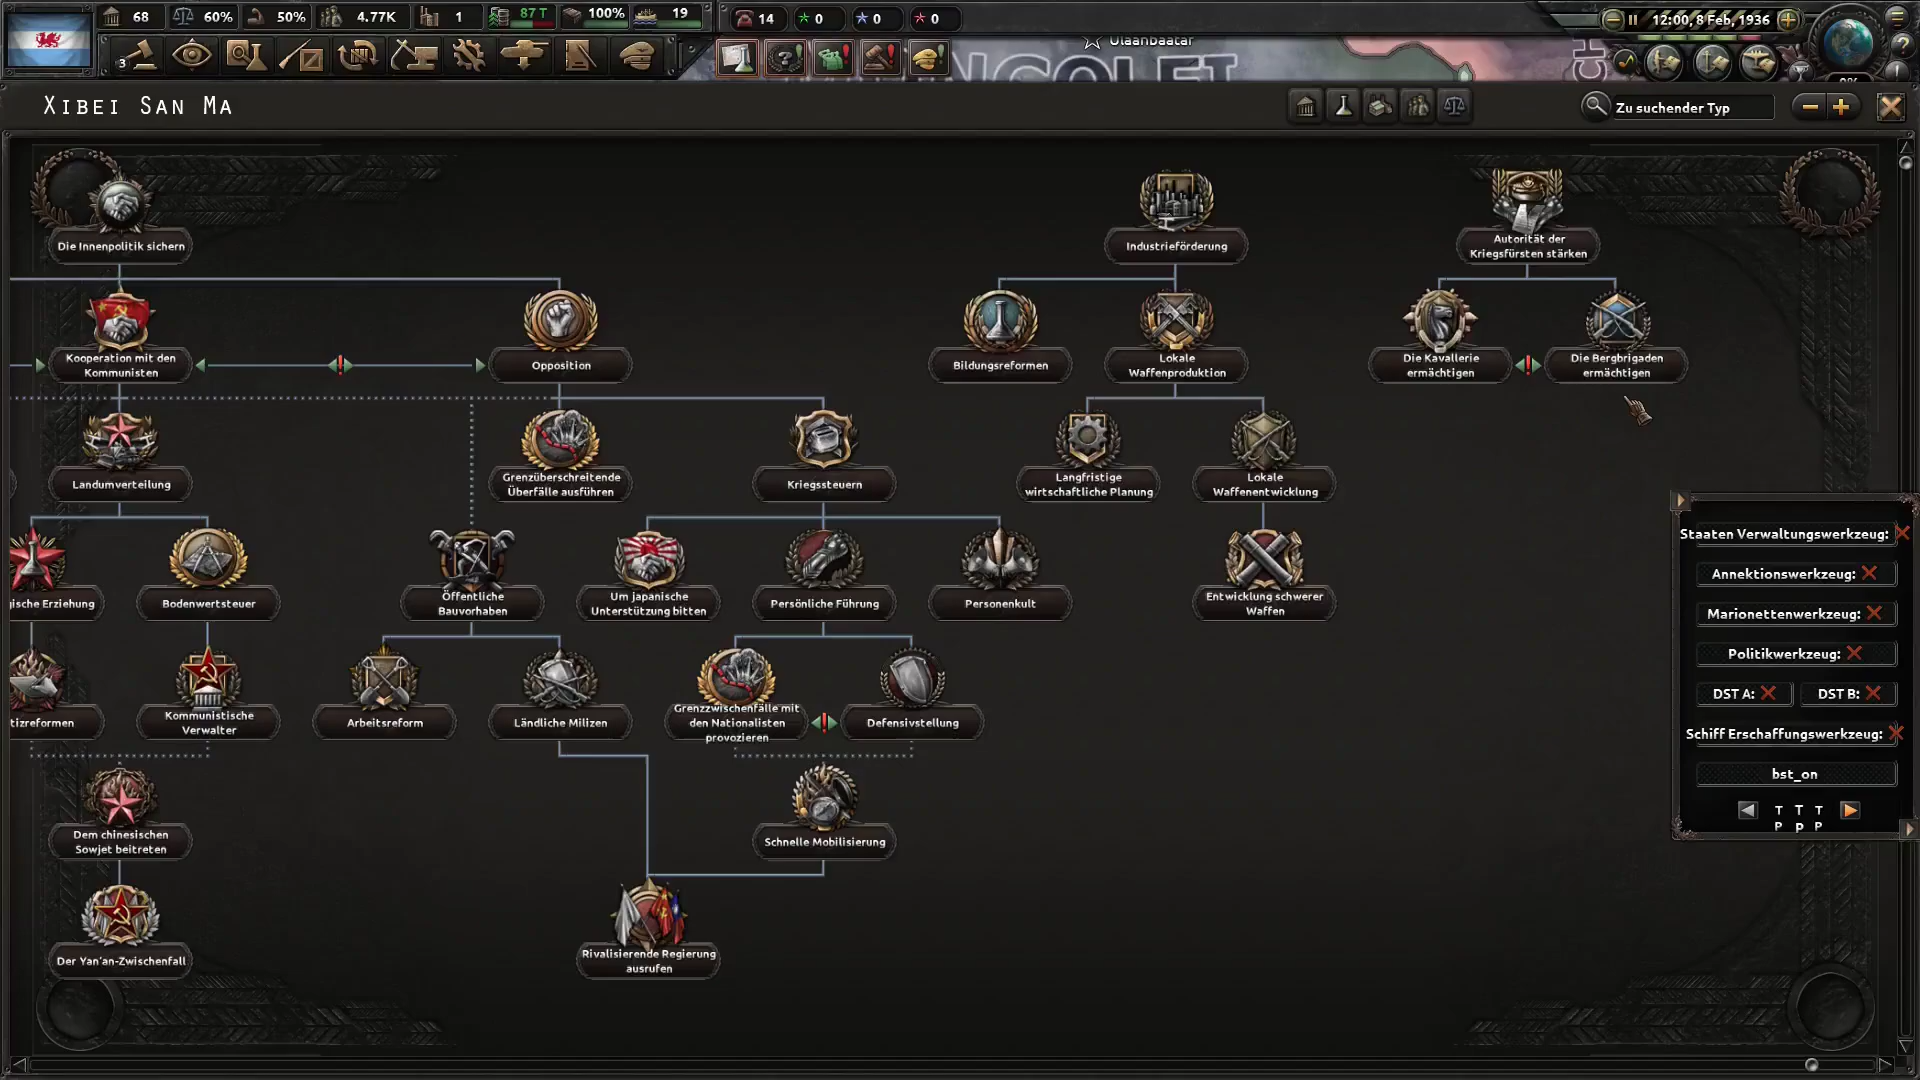 68
60%
50%
4.77K
1
87 T
100%
19
14
0
0
0
12:00, 8 Feb, 1936
3
Ulaanbaatar
0%
Xibei San Ma
Zu suchender Typ
Die Innenpolitik sichern
Industrieförderung
Autorität der
Kriegsfürsten stärken
Kooperation mit den
Kommunisten
Opposition
Bildungsreformen
Lokale
Waffenproduktion
Die Kavallerie
ermächtigen
Die Bergbrigaden
ermächtigen
Landumverteilung
Grenzüberschreitende
Überfälle ausführen
Kriegssteuern
Langfristige
wirtschaftliche Planung
Lokale
Waffenentwicklung
gische Erziehung
Bodenwertsteuer
Öffentliche
Bauvorhaben
Um japanische
Unterstützung bitten
Persönliche Führung
Personenkult
Entwicklung schwerer
Waffen
tizreformen
Kommunistische
Verwalter
Arbeitsreform
Ländliche Milizen
Grenzzwischenfälle mit
den Nationalisten
provozieren
Defensivstellung
Dem chinesischen
Sowjet beitreten
Schnelle Mobilisierung
Der Yan'an-Zwischenfall
Rivalisierende Regierung
ausrufen
Staaten Verwaltungswerkzeug:
Annektionswerkzeug:
Marionettenwerkzeug:
Politikwerkzeug:
DST A:
DST B:
Schiff Erschaffungswerkzeug:
bst_on
T T T
P P P